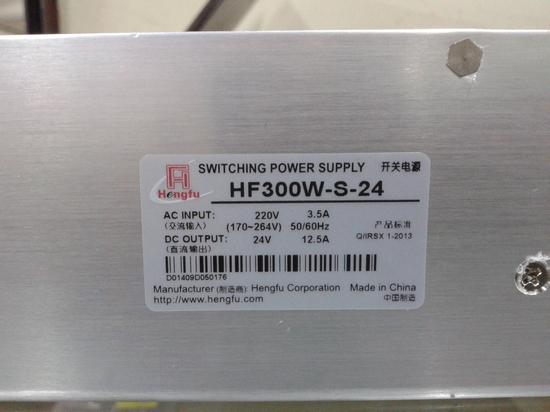 SWITCHING POWER SUPPLY 开关电源
Hengfu
HF300W-S-24
AC INPUT: 220V 3.5A
(交流输入) (170~264V) 50/60Hz 产品标准
DC OUTPUT: 24V 12.5A Q/IRSX 1-2013
(直流输出)
D01409D050176
Manufacturer (制造商): Hengfu Corporation Made in China
http://www.hengfu.com 中国制造